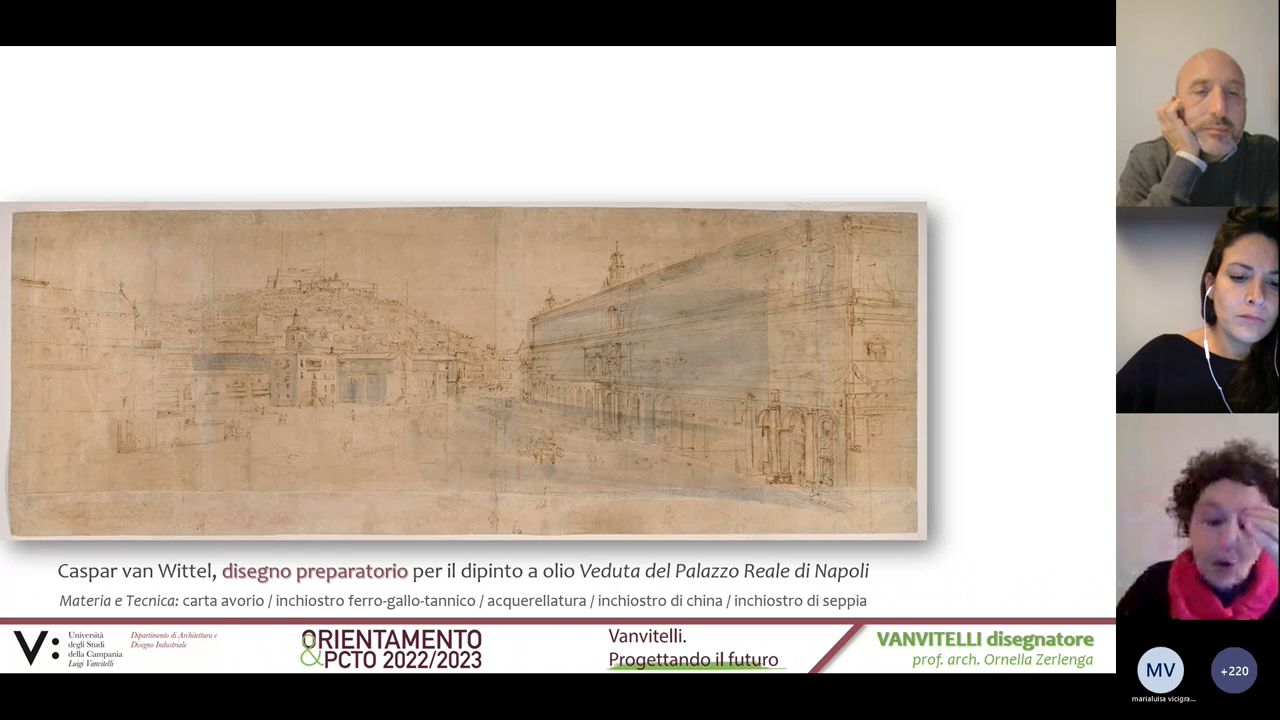 Caspar van Wittel, disegno preparatorio per il dipinto a olio Veduta del Palazzo Reale di Napoli
Materia e Tecnica: carta avorio / inchiostro ferro-gallo-tannico / acquerellatura / inchiostro di china / inchiostro di seppia
V:
Università
degli Studi
della Campania
Luigi Vanvitelli
Dipartimento di Architettura e
Disegno Industriale
ORIENTAMENTO
&PCTO 2022/2023
Vanvitelli.
Progettando il futuro
VANVITELLI disegnatore
prof. arch. Ornella Zerlenga
MV
marialuisa vicigra...
+220